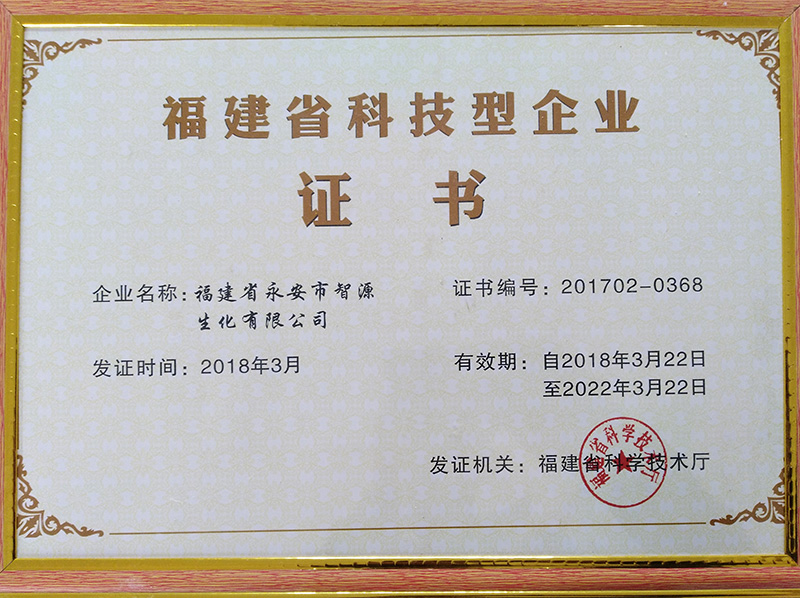 福建省科技型企业
证 书
企业名称：福建省永安市智源
生化有限公司
证书编号：201702-0368
发证时间：2018年3月
有效期：自2018年3月22日
至2022年3月22日
发证机关：福建省科学技术厅
福建省科学技术厅